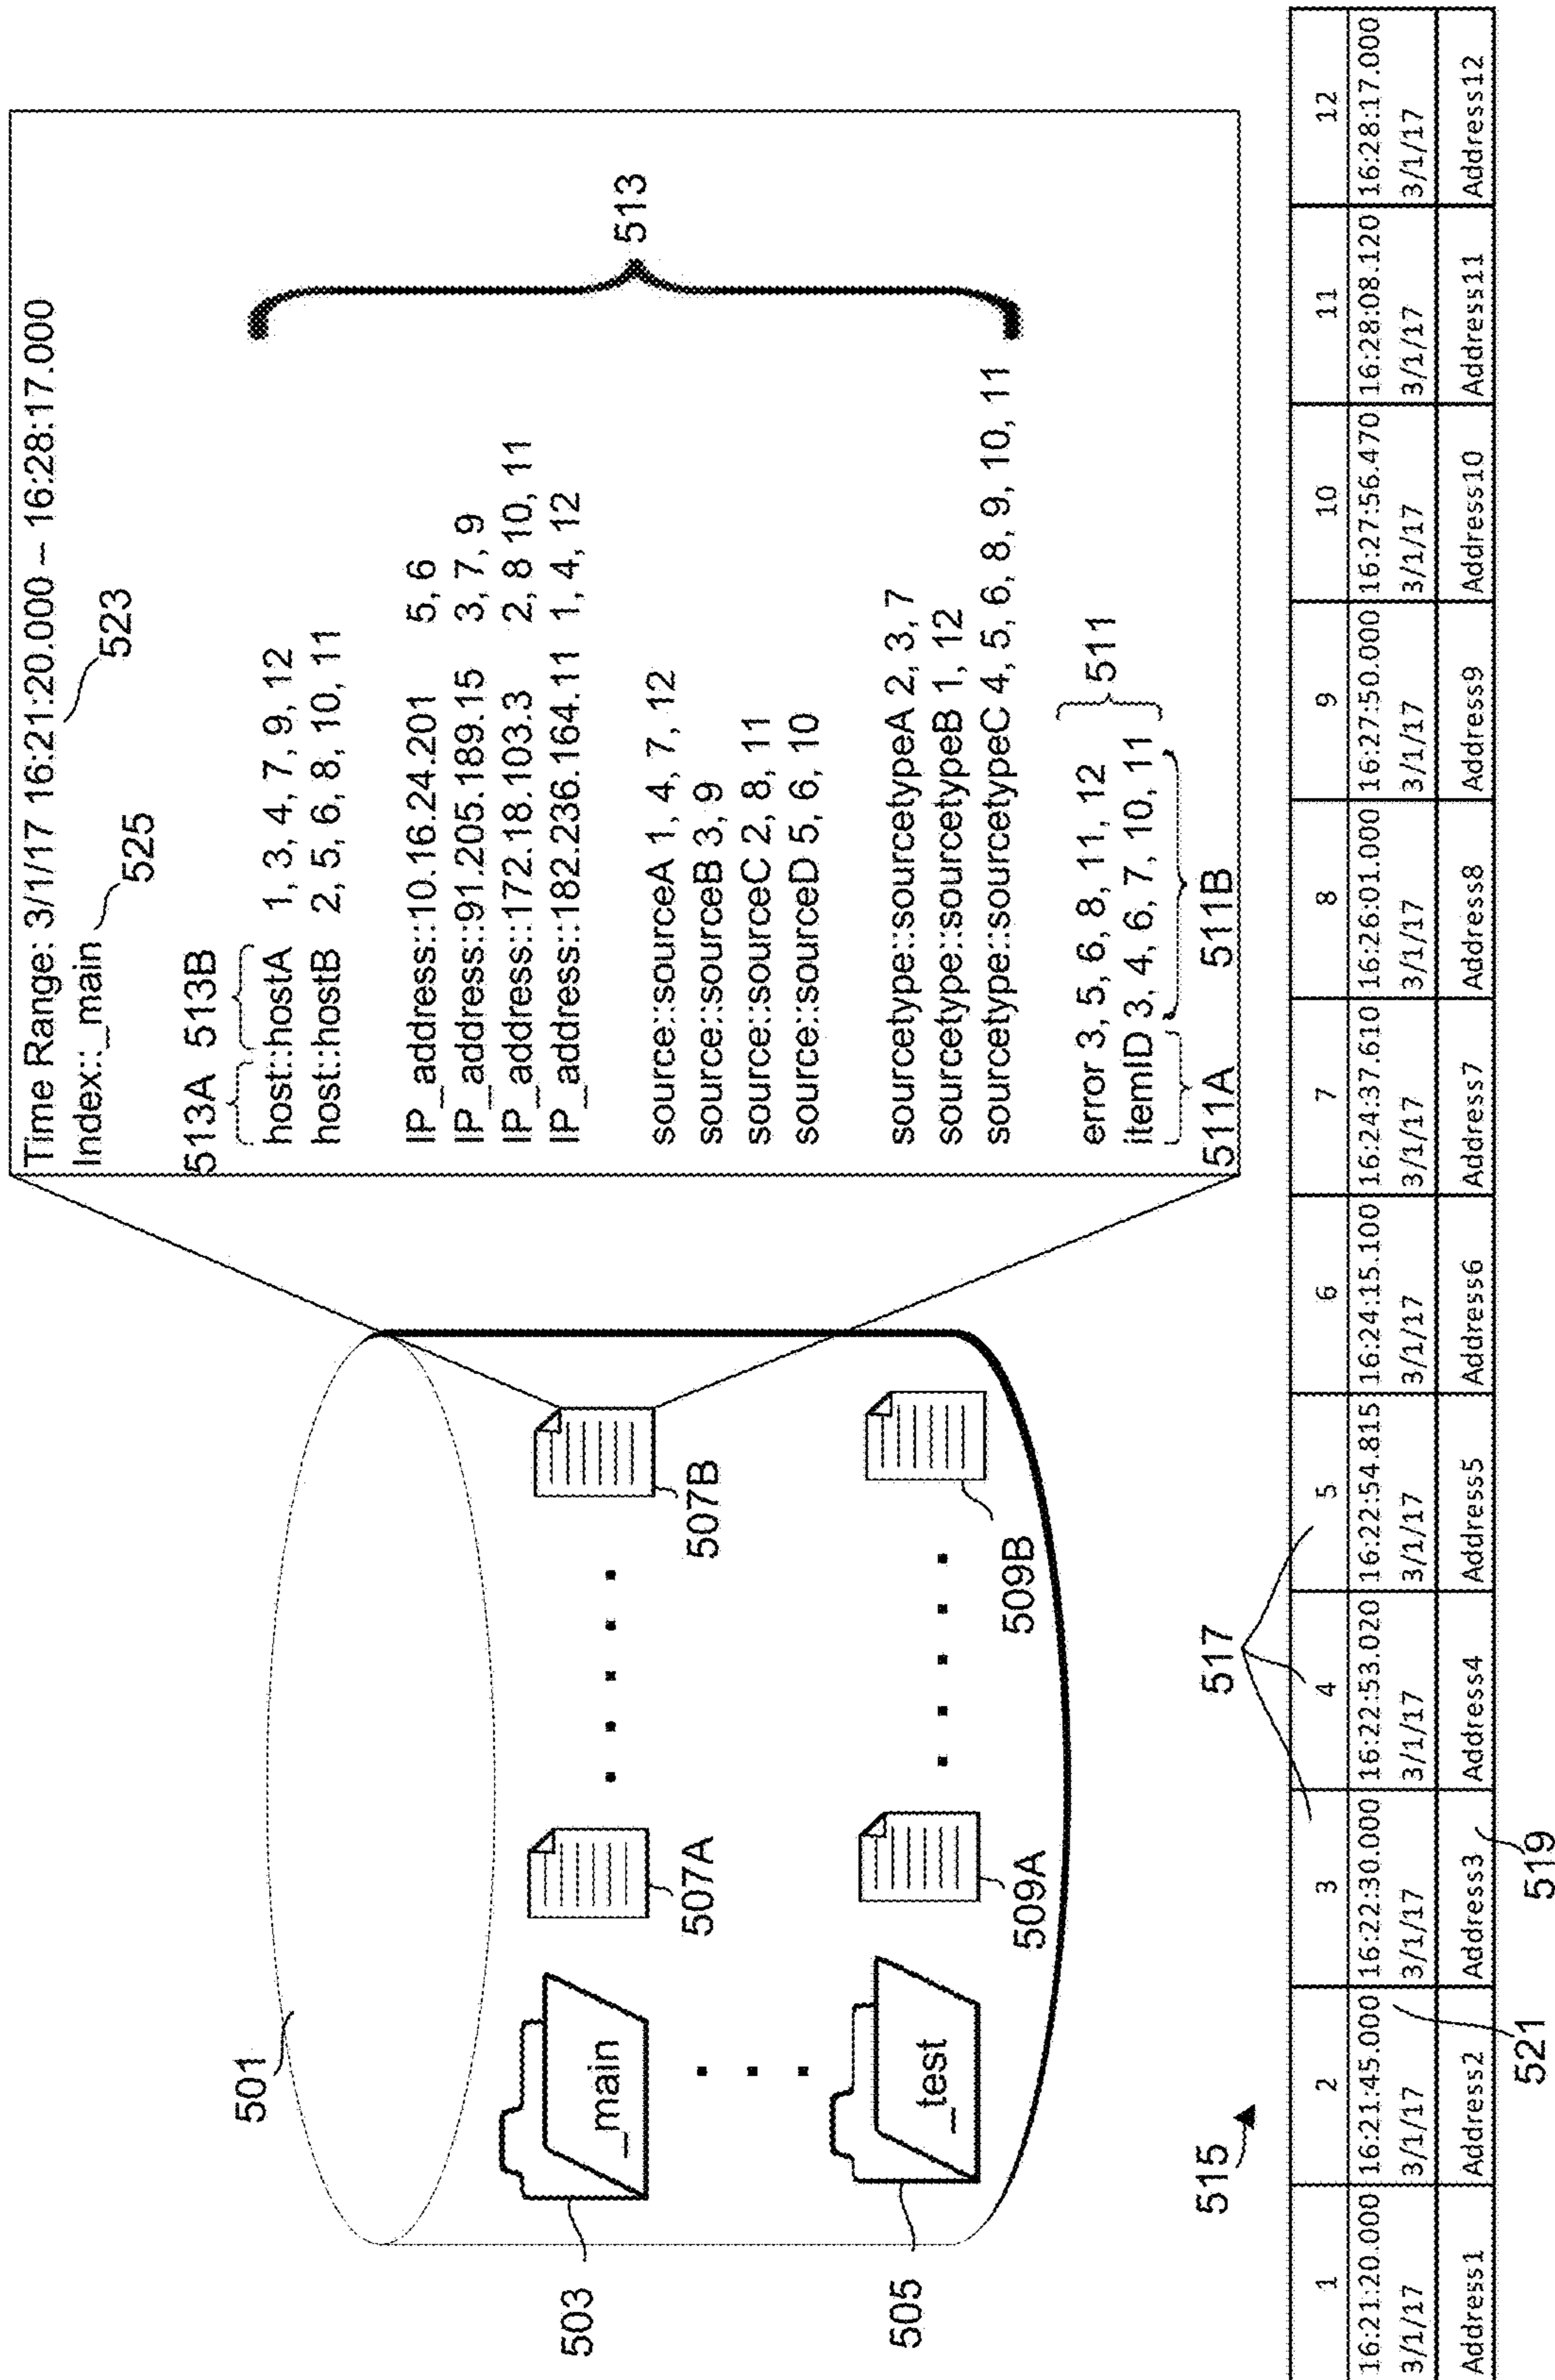 501
503
505
_main
_test
507A
507B
509A
509B
Time Range: 3/1/17 16:21:20.000 – 16:28:17.000
523
Index::_main
525
513A 513B
host::hostA 1, 3, 4, 7, 9, 12
host::hostB 2, 5, 6, 8, 10, 11
IP_address::10.16.24.201 5, 6
IP_address::91.205.189.15 3, 7, 9
IP_address::172.18.103.3 2, 8 10, 11
IP_address::182.236.164.11 1, 4, 12
513
source::sourceA 1, 4, 7, 12
source::sourceB 3, 9
source::sourceC 2, 8, 11
source::sourceD 5, 6, 10
sourcetype::sourcetypeA 2, 3, 7
sourcetype::sourcetypeB 1, 12
sourcetype::sourcetypeC 4, 5, 6, 8, 9, 10, 11
error 3, 5, 6, 8, 11, 12
itemID 3, 4, 6, 7, 10, 11
511
511A 511B
515
517
1 2 3 4 5 6 7 8 9 10 11 12
16:21:20.000 16:21:45.000 16:22:30.000 16:22:53.020 16:22:54.815 16:24:15.100 16:24:37.610 16:26:01.000 16:27:50.000 16:27:56.470 16:28:08.120 16:28:17.000
3/1/17 3/1/17 3/1/17 3/1/17 3/1/17 3/1/17 3/1/17 3/1/17 3/1/17 3/1/17 3/1/17 3/1/17
Address1 Address2 Address3 Address4 Address5 Address6 Address7 Address8 Address9 Address10 Address11 Address12
521
519